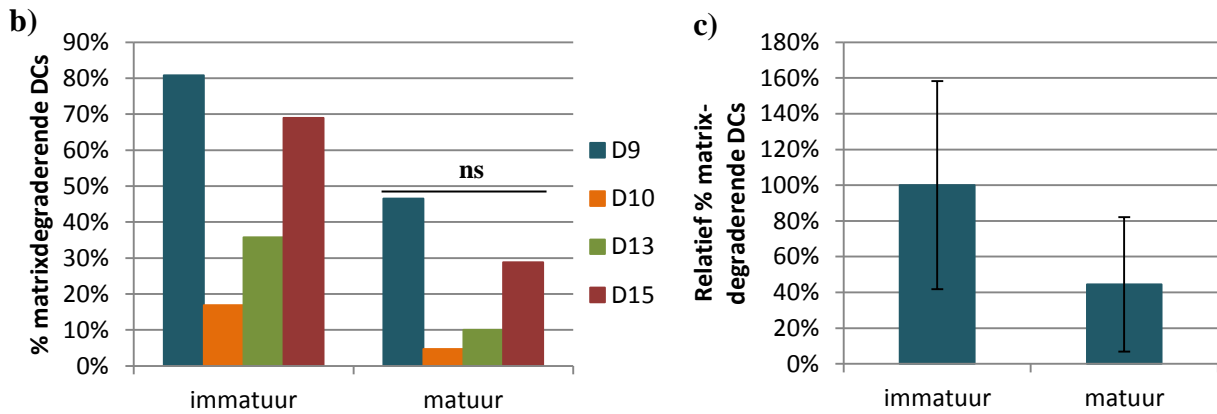 b)
% matrixdegraderende DCs
90%
80%
70%
60%
50%
40%
30%
20%
10%
0%
ns
immatuur
matuur
D9
D10
D13
D15
c)
Relatief % matrix-
degraderende DCs
180%
160%
140%
120%
100%
80%
60%
40%
20%
0%
immatuur
matuur